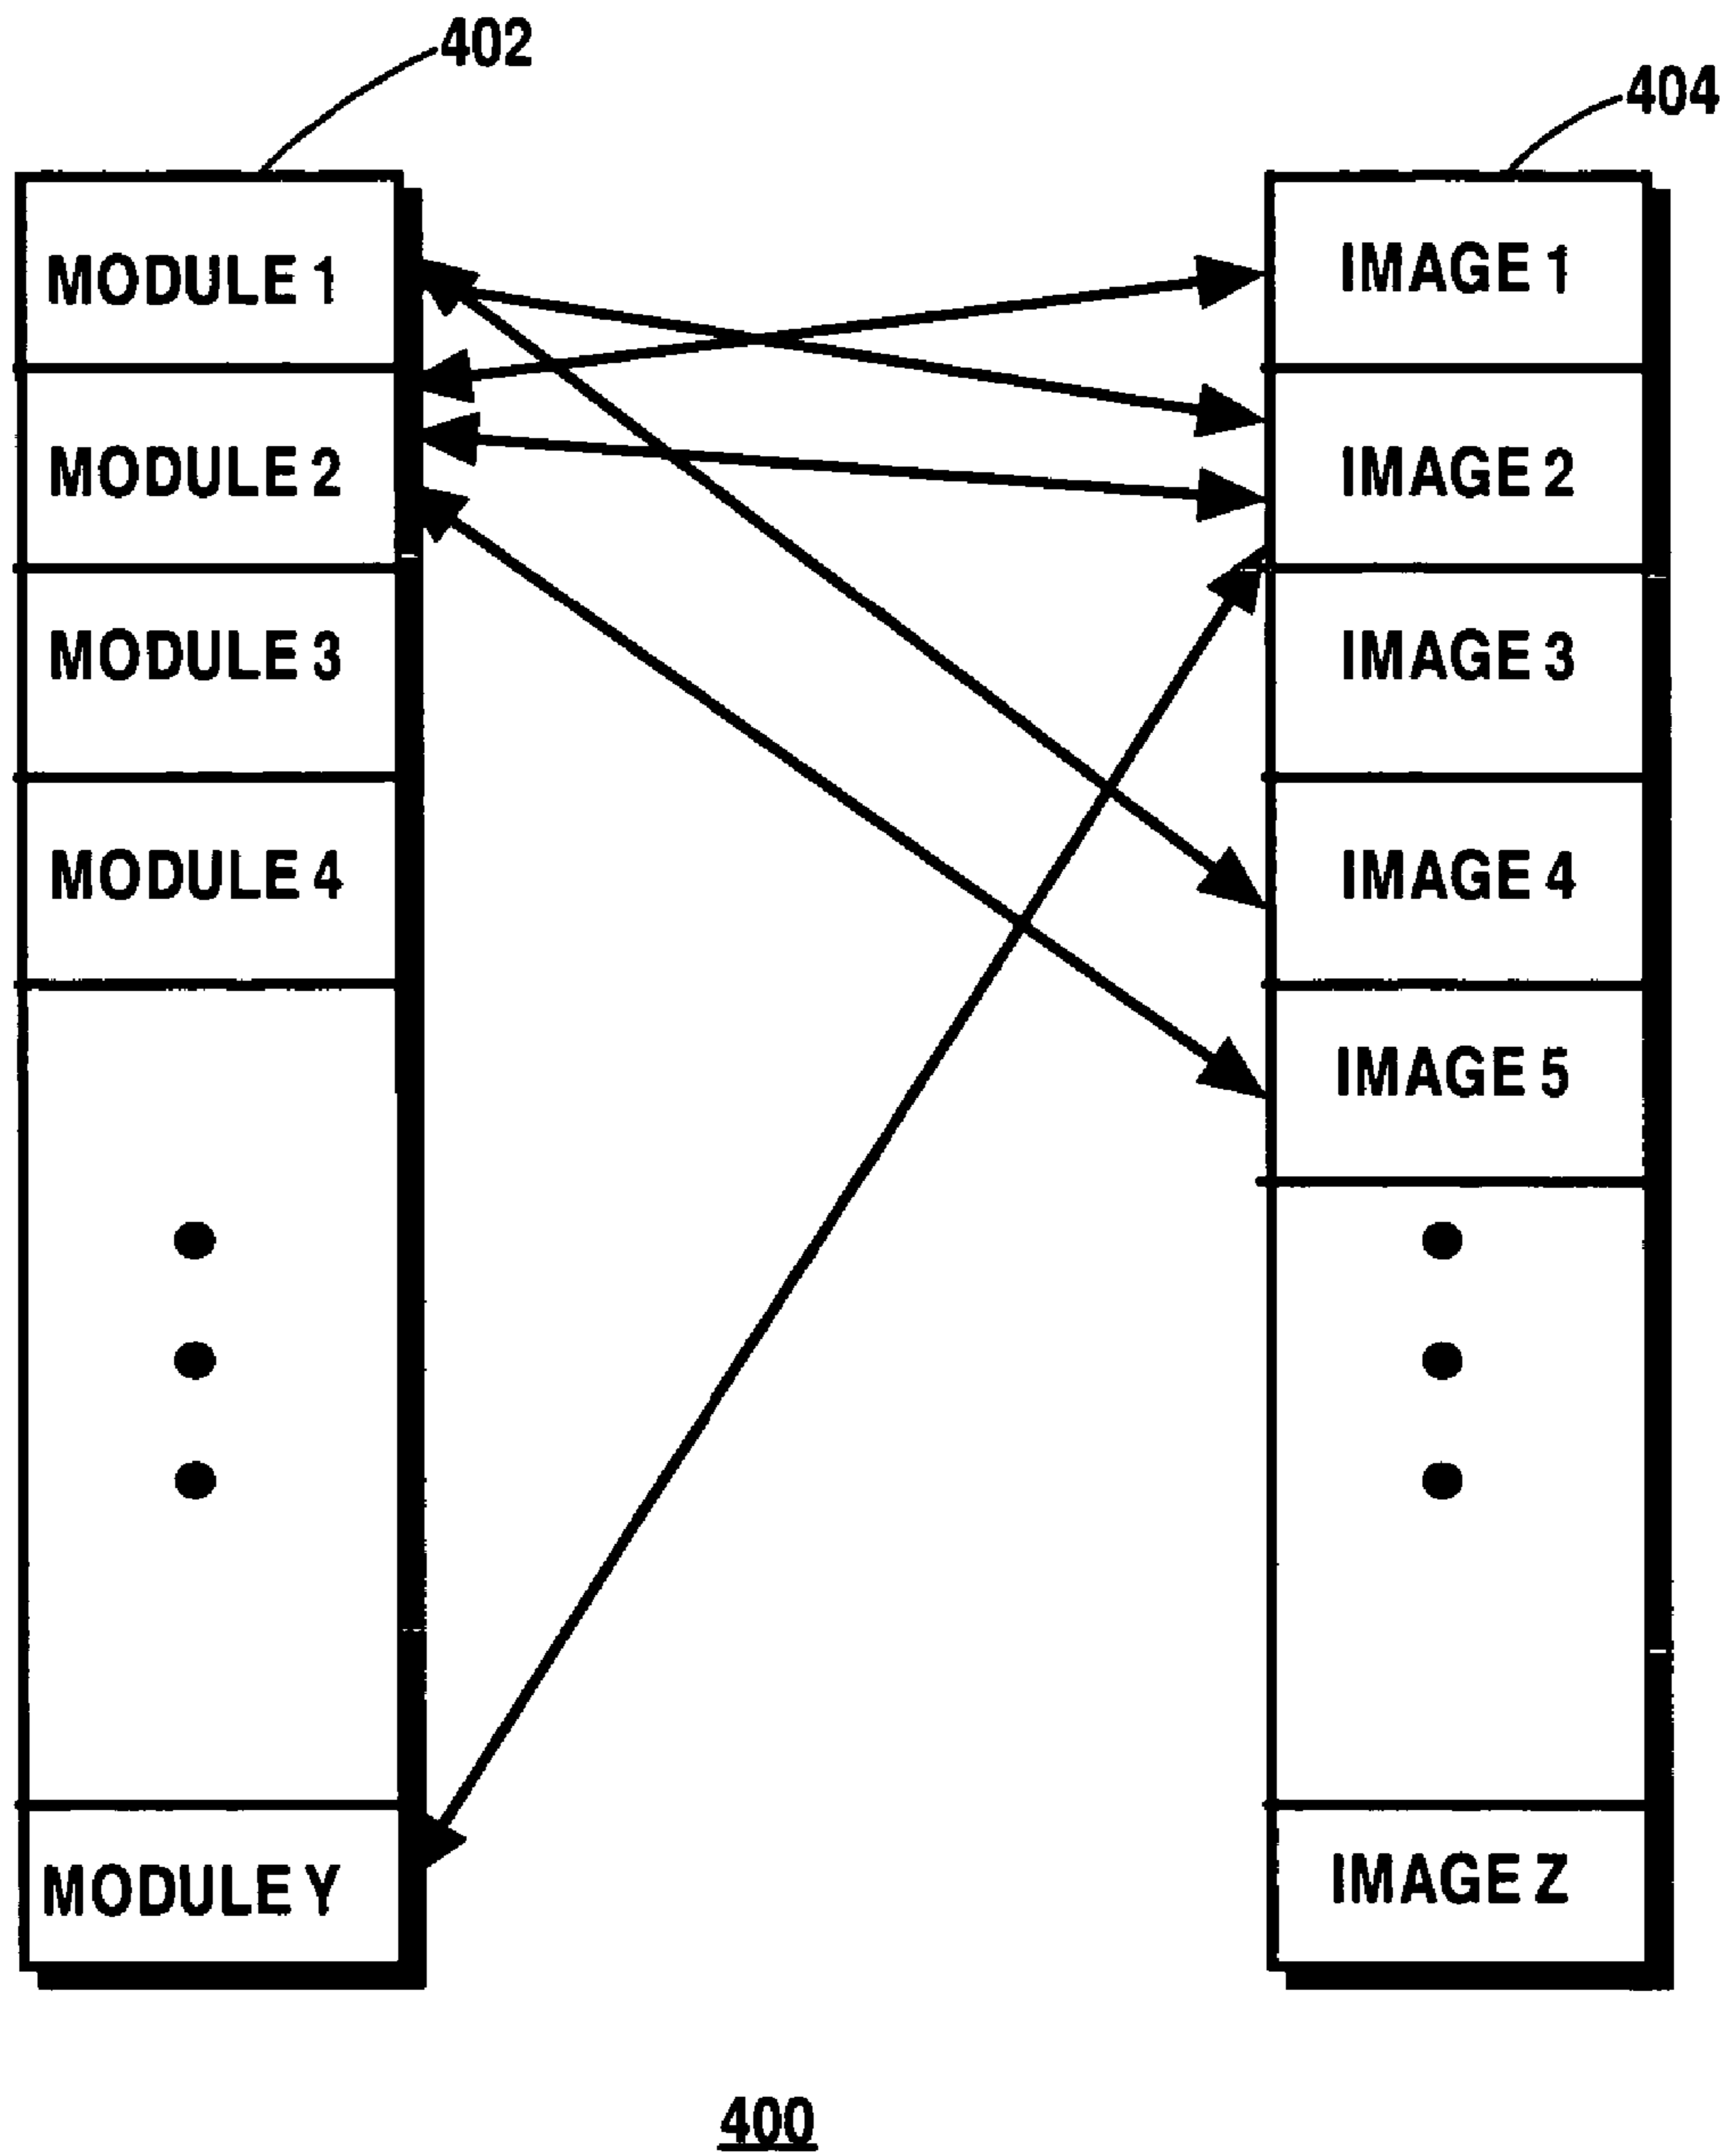 402
404
MODULE 1
MODULE 2
MODULE 3
MODULE 4
MODULE Y
IMAGE 1
IMAGE 2
IMAGE 3
IMAGE 4
IMAGE 5
IMAGE Z
400